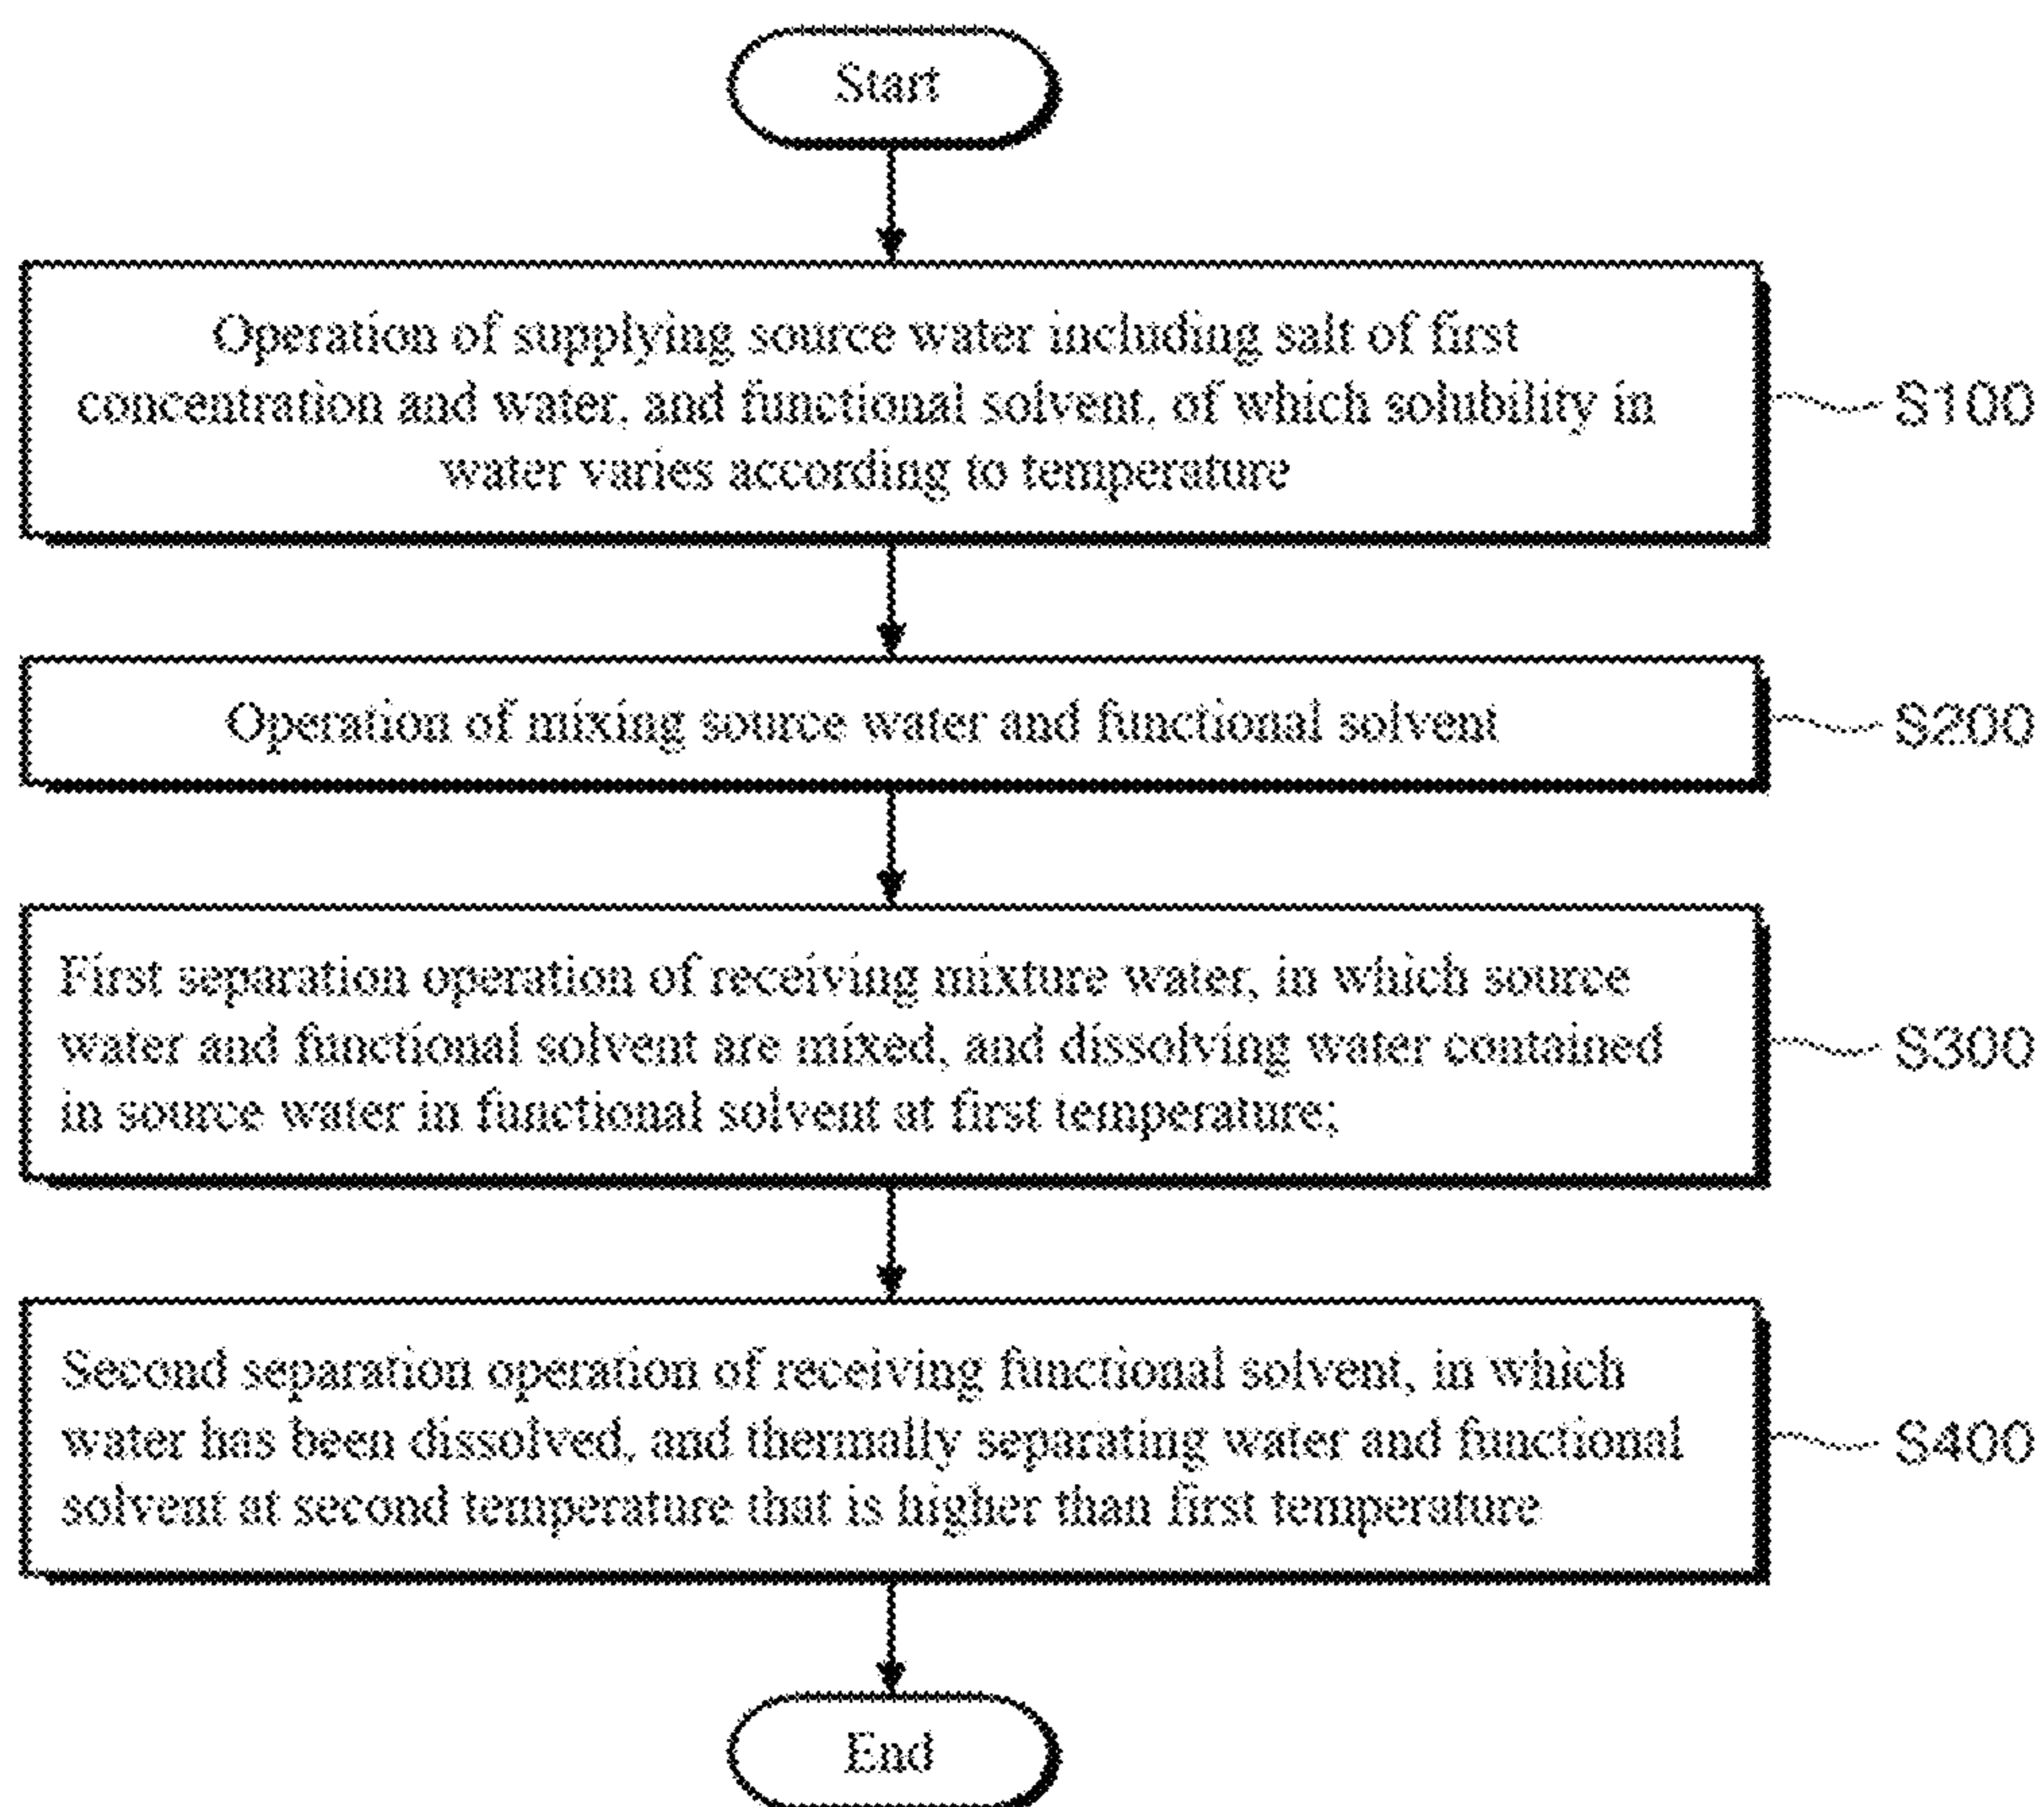 Start
Operation of supplying source water including salt of first
concentration and water, and functional solvent, of which solubility in
water varies according to temperature
S100
Operation of mixing source water and functional solvent
S200
First separation operation of receiving mixture water, in which source
water and functional solvent are mixed, and dissolving water contained
in source water in functional solvent at first temperature;
S300
Second separation operation of receiving functional solvent, in which
water has been dissolved, and thermally separating water and functional
solvent at second temperature that is higher than first temperature
S400
End